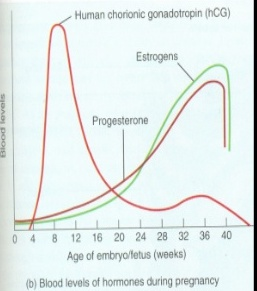 Human chorionic gonadotropin (hCG)
Estrogens
Progesterone
Blood levels
0 4 8 12 16 20 24 28 32 36 40
Age of embryo/fetus (weeks)
(b) Blood levels of hormones during pregnancy